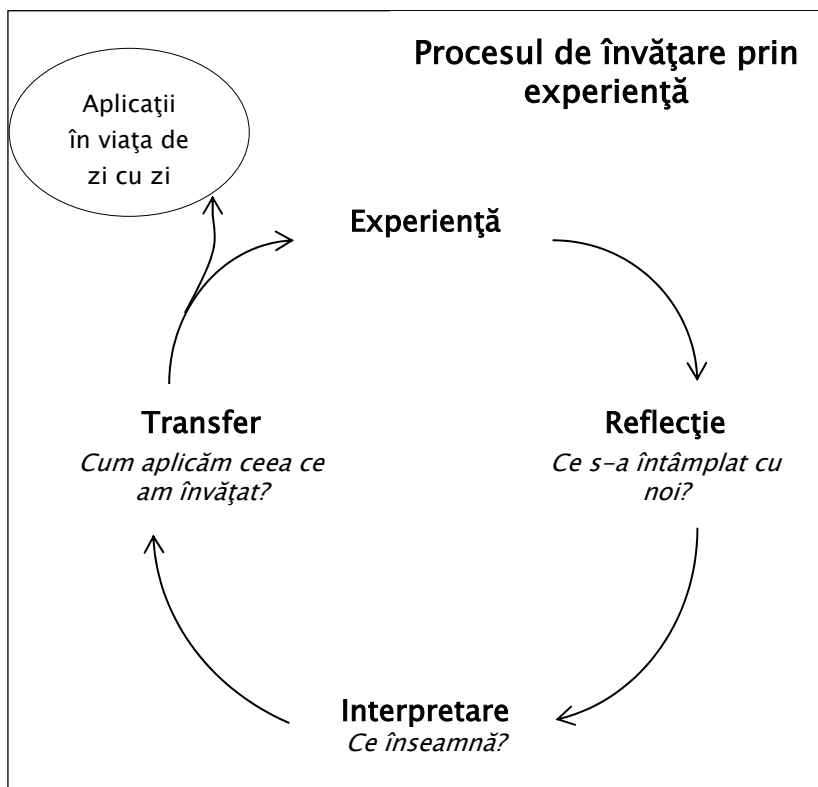 Procesul de învăţare prin
experienţă
Aplicaţii
în viaţa de
zi cu zi
Experienţă
Transfer
Cum aplicăm ceea ce
am învăţat?
Reflecţie
Ce s-a întâmplat cu
noi?
Interpretare
Ce înseamnă?